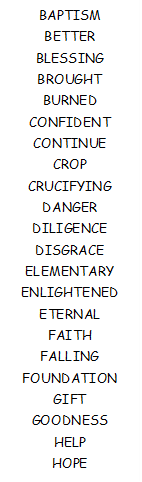 BAPTISM
BETTER
BLESSING
BROUGHT
BURNED
CONFIDENT
CONTINUE
CROP
CRUCIFYING
DANGER
DILIGENCE
DISGRACE
ELEMENTARY
ENLIGHTENED
ETERNAL
FAITH
FALLING
FOUNDATION
GIFT
GOODNESS
HELP
HOPE